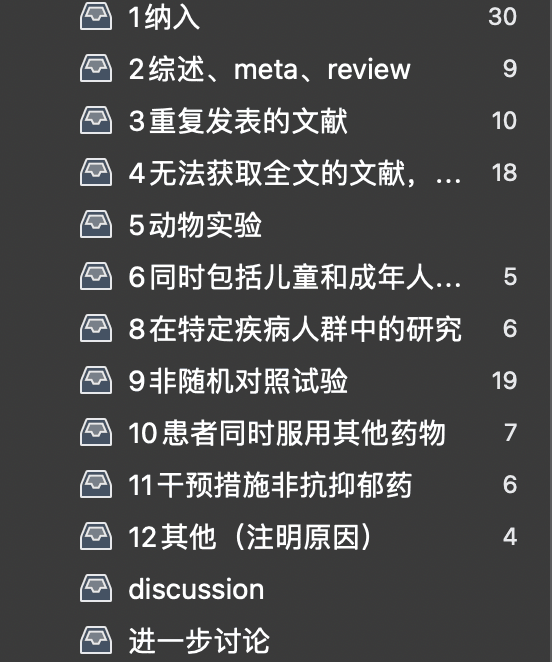 1纳入 30
2综述、meta、review 9
3重复发表的文献 10
4无法获取全文的文献，... 18
5动物实验
6同时包括儿童和成年人... 5
8在特定疾病人群中的研究 6
9非随机对照试验 19
10患者同时服用其他药物 7
11干预措施非抗抑郁药 6
12其他（注明原因） 4
discussion
进一步讨论